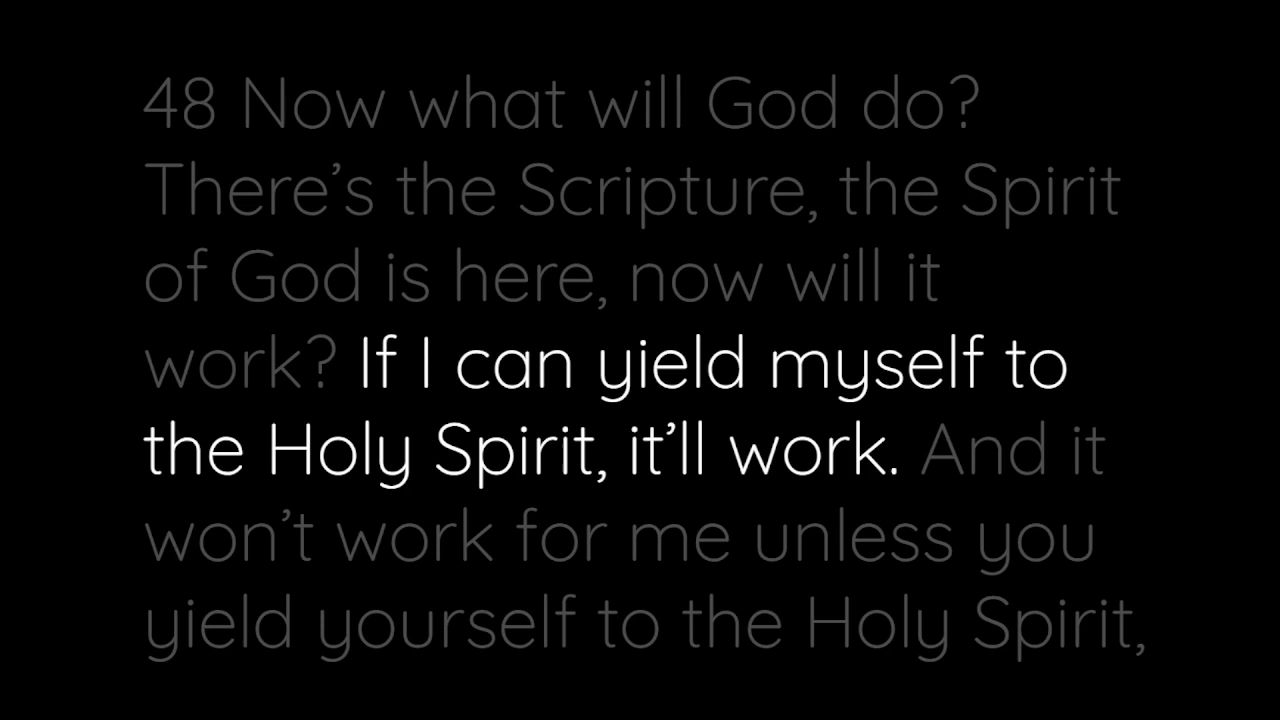 48 Now what will God do?
There’s the Scripture, the Spirit
of God is here, now will it
work? If I can yield myself to
the Holy Spirit, it’ll work. And it
won’t work for me unless you
yield yourself to the Holy Spirit,